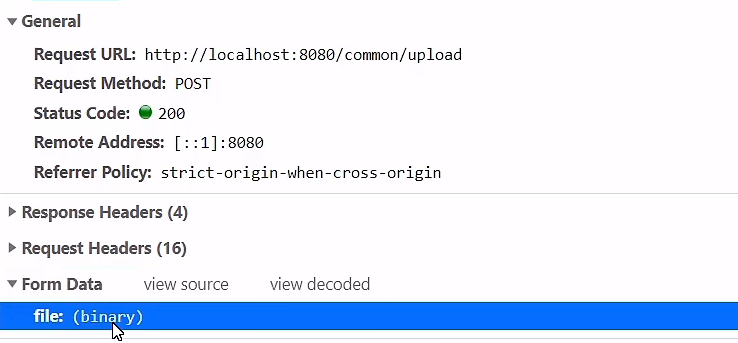 General
Request URL: http://localhost:8080/common/upload
Request Method: POST
Status Code: 200
Remote Address: [::1]:8080
Referrer Policy: strict-origin-when-cross-origin
Response Headers (4)
Request Headers (16)
Form Data view source view decoded
file: (binary)